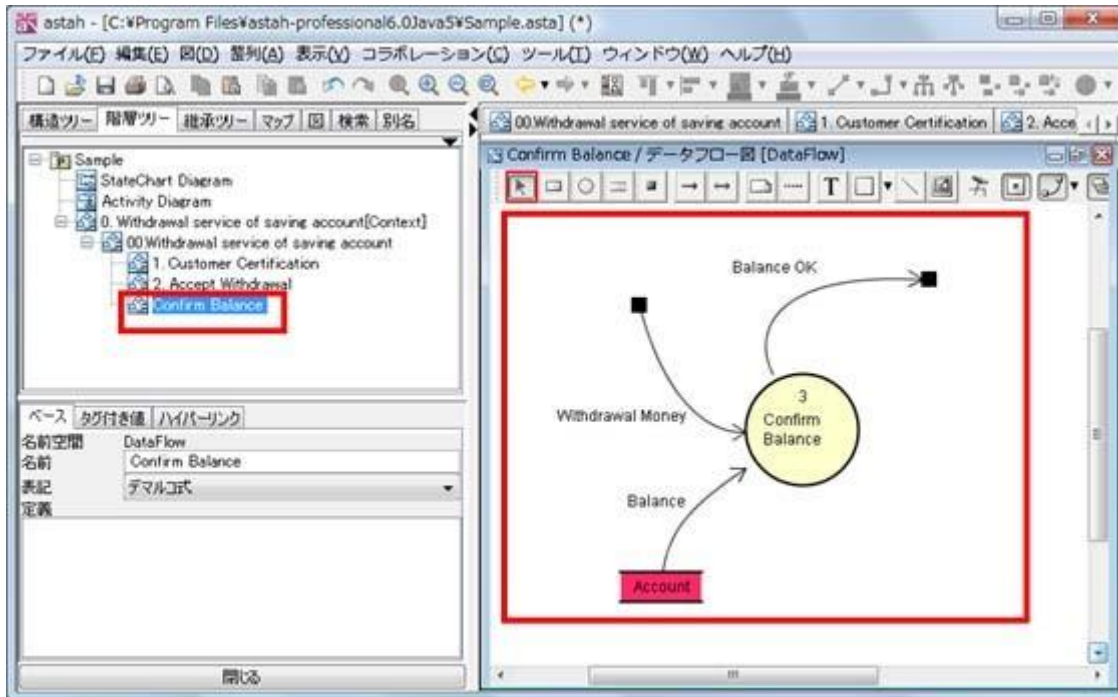 astah - [C:¥Program Files¥astah-professional6.0Java5¥Sample.asta] (*)
ファイル(F) 編集(E) 図(D) 整列(A) 表示(V) コラボレーション(C) ツール(T) ウィンドウ(W) ヘルプ(H)
構造ツリー 階層ツリー 継承ツリー マップ 図 検索 別名
Sample
StateChart Diagram
Activity Diagram
0. Withdrawal service of saving account[Context]
00.Withdrawal service of saving account
1. Customer Certification
2. Accept Withdrawal
Confirm Balance
ベース タグ付き値 ハイパーリンク
名前空間 DataFlow
名前 Confirm Balance
表記 デマルコ式
定義
閉じる
00.Withdrawal service of saving account 1. Customer Certification 2. Acce
Confirm Balance / データフロー図 [DataFlow]
T
Balance OK
Withdrawal Money
3
Confirm
Balance
Balance
Account